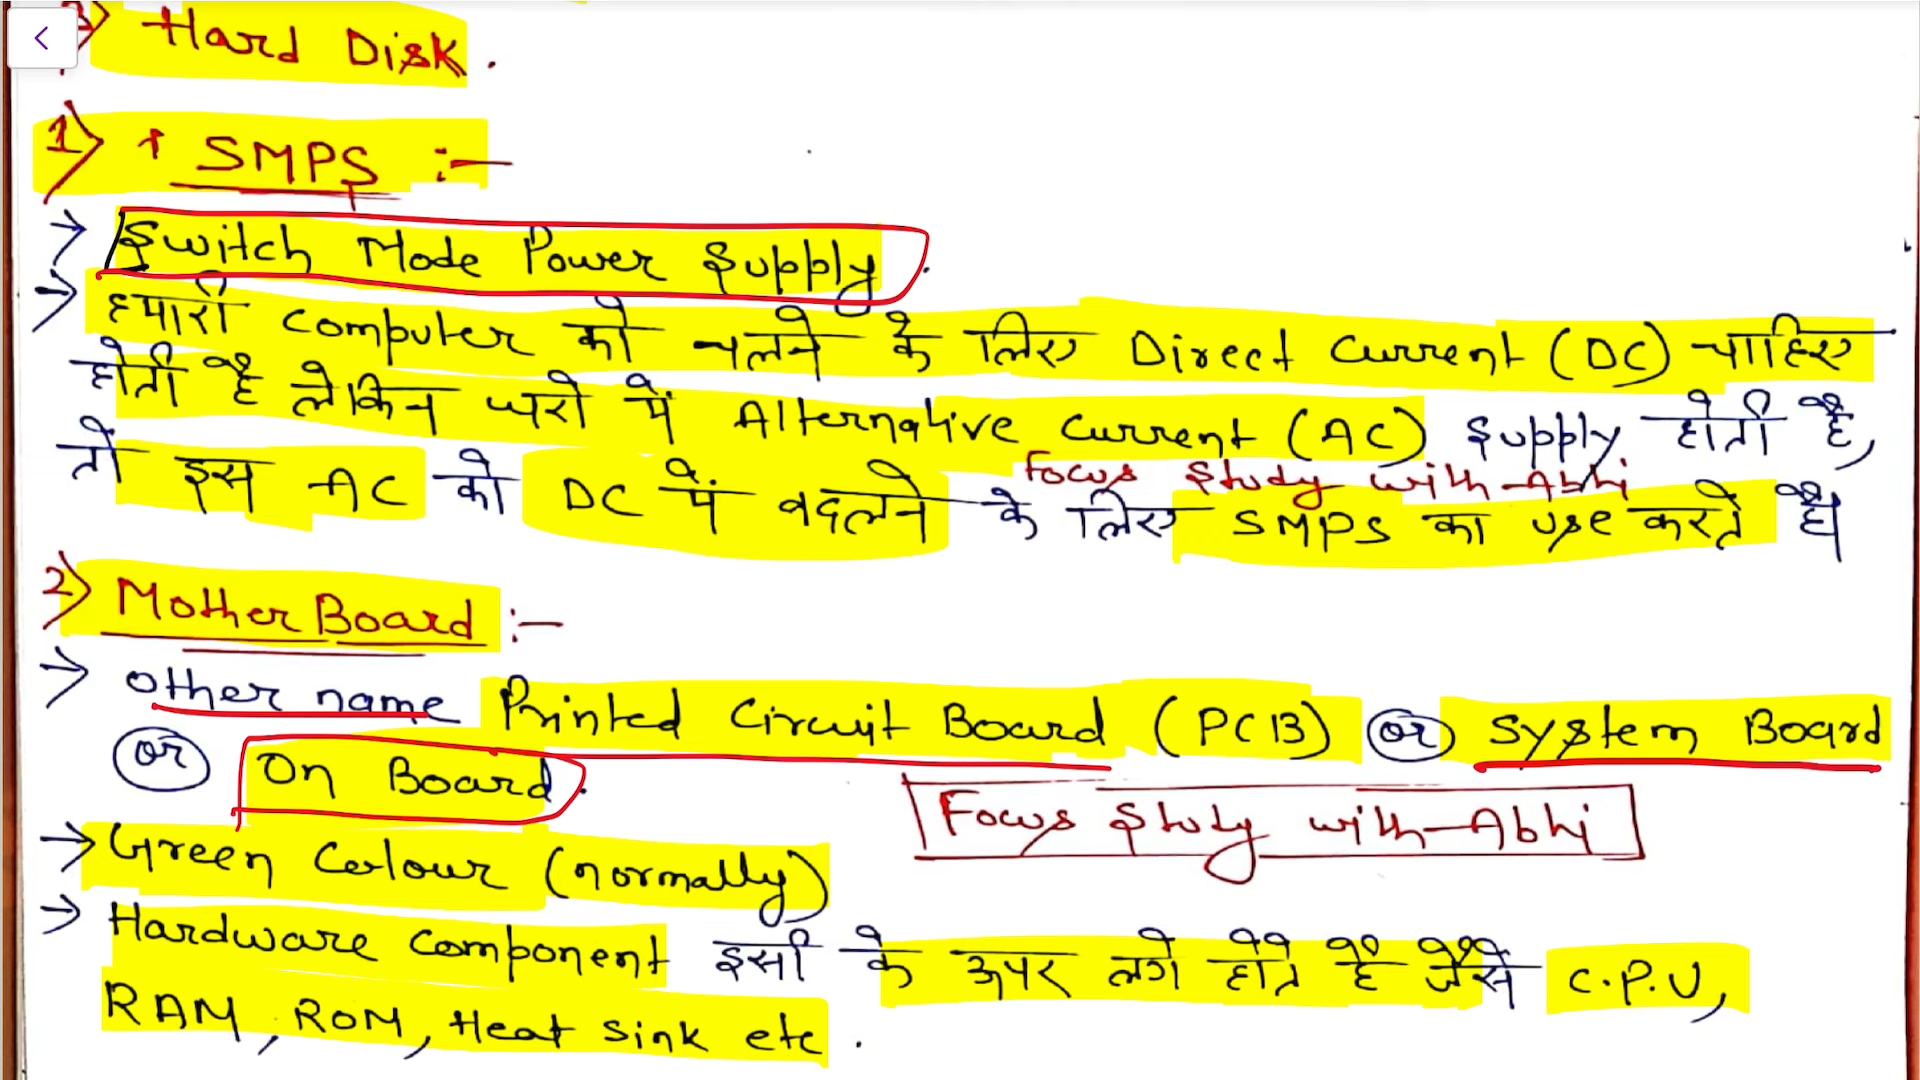 Hard Disk.
1) * SMPS :-
→ Switch Mode Power Supply.
→ हमारी Computer को चलने के लिए Direct Current (DC) चाहिए
होती है लेकिन घरो में Alternative Current (AC) Supply होती है,
Focus Study with Abhi
तो इस AC को DC में बदलने के लिए SMPS का use करते है।
2) Mother Board :-
→ other name Printed Circuit Board (PCB) or System Board
or On Board.
Focus Study with Abhi
→ Green Colour (normally)
→ Hardware Component इसी के ऊपर लगे होते है जैसे C.P.U,
RAM, ROM, Heat Sink etc.